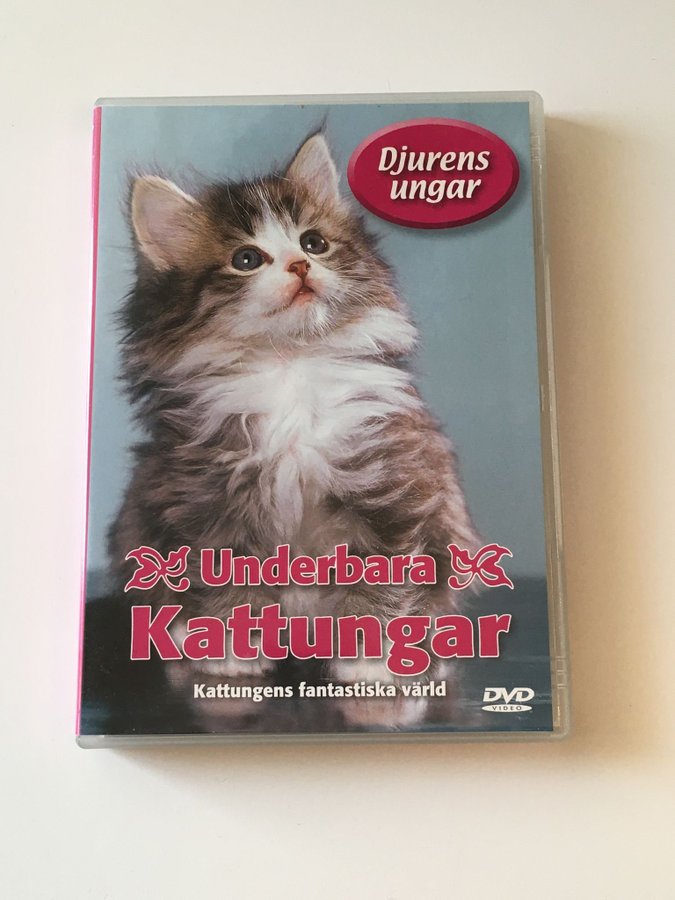 Djurens
ungar
Underbara
Kattungar
Kattungens fantastiska värld
DVD
VIDEO